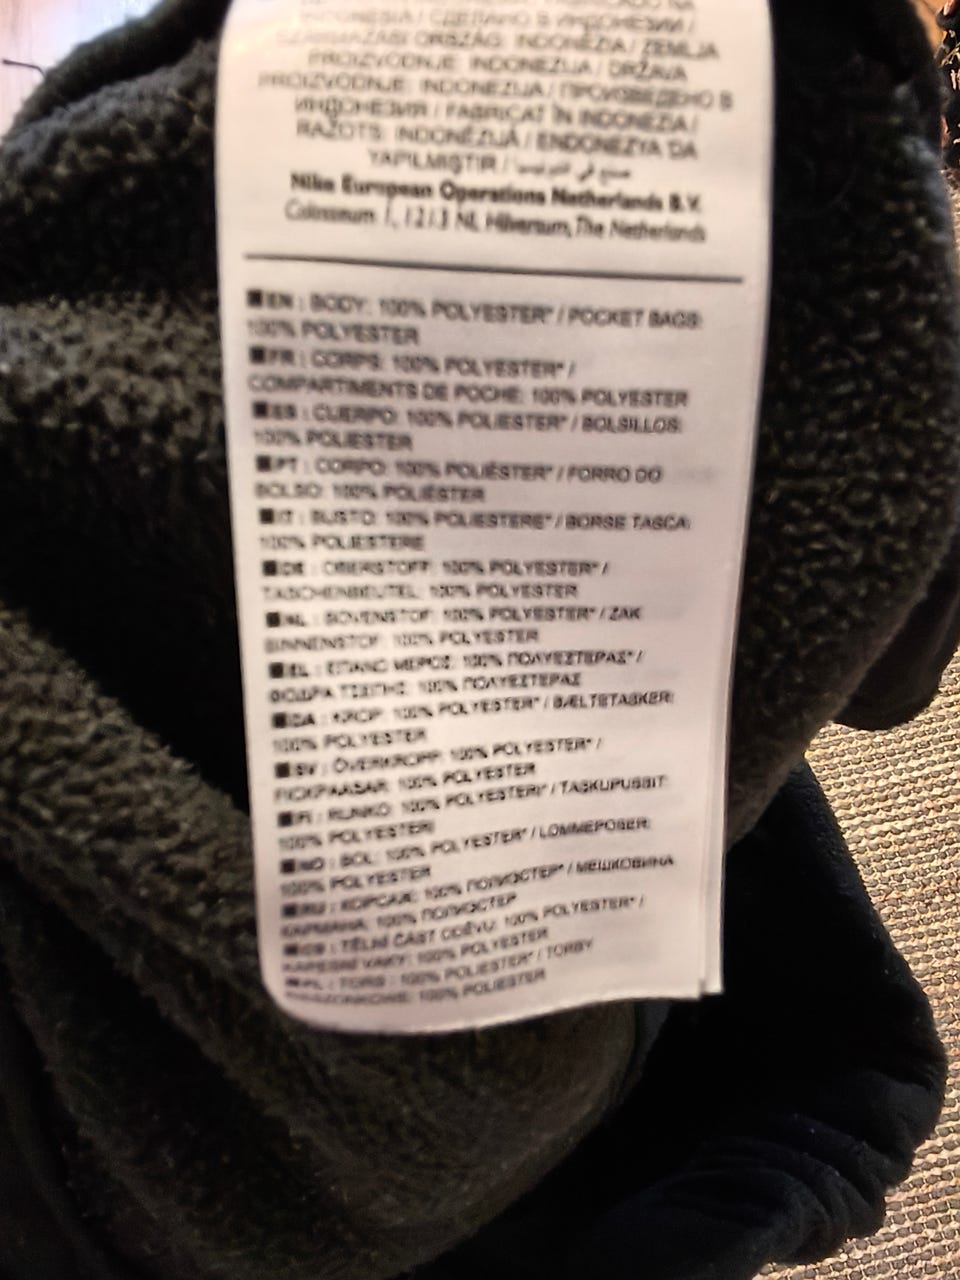 INDONESIA / СДЕЛАНО В ИНДОНЕЗИИ /
SZÁRMAZÁSI ORSZÁG: INDONÉZIA / ZEMLJA
PROIZVODNJE: INDONEZIJA / DRŽAVA
PROIZVODNJE: INDONEZIJA / ПРОИЗВЕДЕНО В
ИНДОНЕЗИЯ / FABRICAT ÎN INDONEZIA /
RAŽOTS: INDONĒZIJĀ / ENDONEZYA 'DA
YAPILMIŞTIR / صنع في
Nike European Operations Netherlands B.V.
Colosseum 1, 1213 NL Hilversum, The Netherlands
EN : BODY: 100% POLYESTER* / POCKET BAGS:
100% POLYESTER
FR : CORPS: 100% POLYESTER* /
COMPARTIMENTS DE POCHE: 100% POLYESTER
ES : CUERPO: 100% POLIÉSTER* / BOLSILLOS:
100% POLIÉSTER
PT : CORPO: 100% POLIÉSTER* / FORRO DO
BOLSO: 100% POLIÉSTER
IT : BUSTO: 100% POLIESTERE* / BORSE TASCA:
100% POLIESTERE
DE : OBERSTOFF: 100% POLYESTER* /
TASCHENBEUTEL: 100% POLYESTER
NL : BOVENSTOF: 100% POLYESTER* / ZAK
BINNENSTOF: 100% POLYESTER
EL : ΕΠΑΝΩ ΜΕΡΟΣ: 100% ΠΟΛΥΕΣΤΕΡΑΣ* /
ΦΟΔΡΑ ΤΣΕΠΗΣ: 100% ΠΟΛΥΕΣΤΕΡΑΣ
DA : KROP: 100% POLYESTER* / BÆLTETASKER:
100% POLYESTER
SV : ÖVERKROPP: 100% POLYESTER* /
FICKPÅSAR: 100% POLYESTER
FI : RUNKO: 100% POLYESTERI* / TASKUPUSSIT:
100% POLYESTERI
NO : BOL: 100% POLYESTER* / LOMMEPOSER:
100% POLYESTER
RU : КОРСАЖ: 100% ПОЛИЭСТЕР* / МЕШКОВИНА
КАРМАНА: 100% ПОЛИЭСТЕР
CS : TĚLNÍ ČÁST ODĚVU: 100% POLYESTER* /
KAPESNÍ VAKY: 100% POLYESTER
PL : TORS: 100% POLIESTER* / TORBY
100% POLIESTER